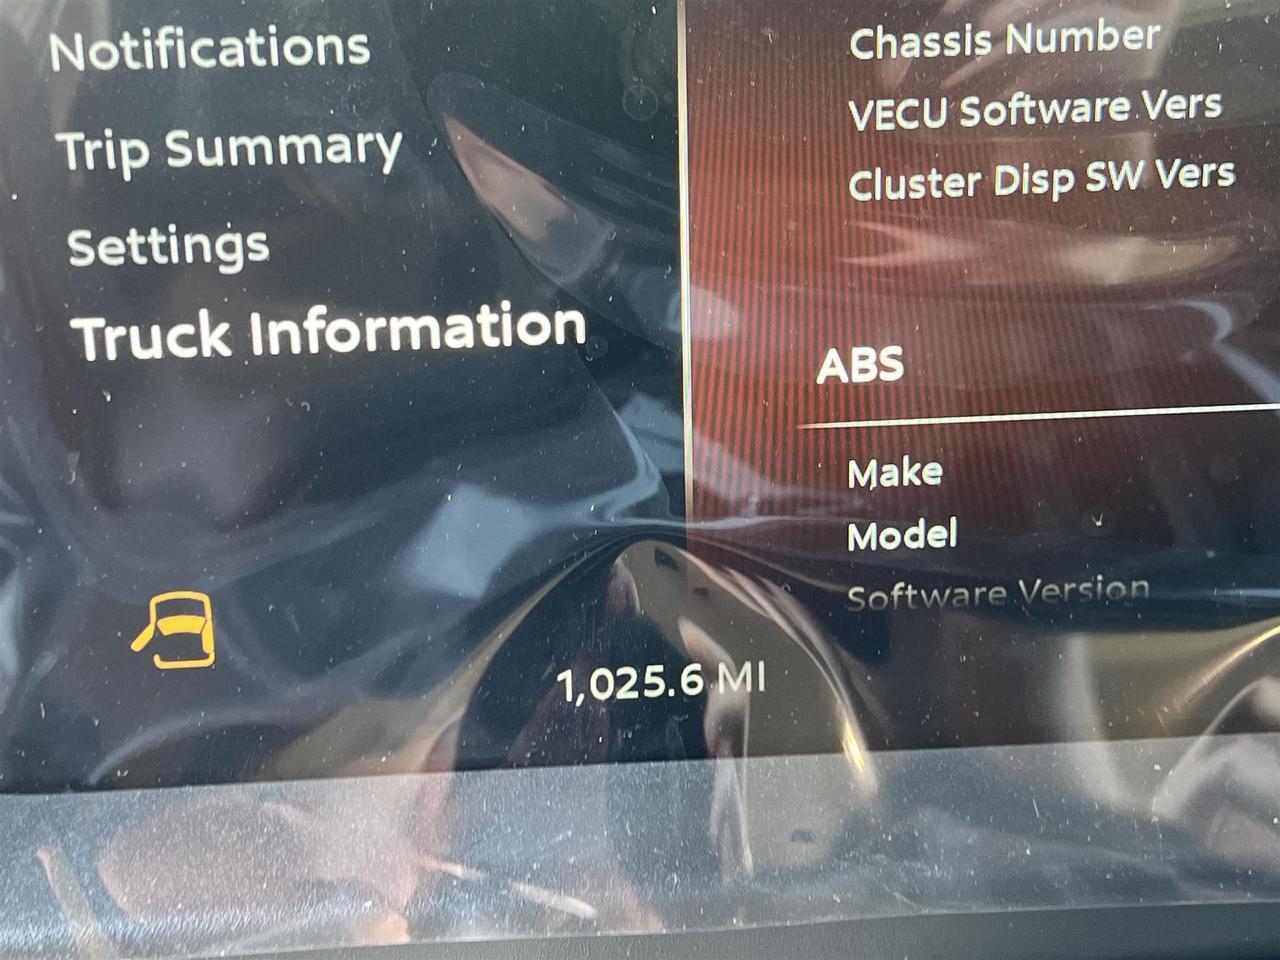 Notifications
Trip Summary
Settings
Truck Information
Chassis Number
VECU Software Vers
Cluster Disp SW Vers
ABS
Make
Model
Software Version
1,025.6 MI